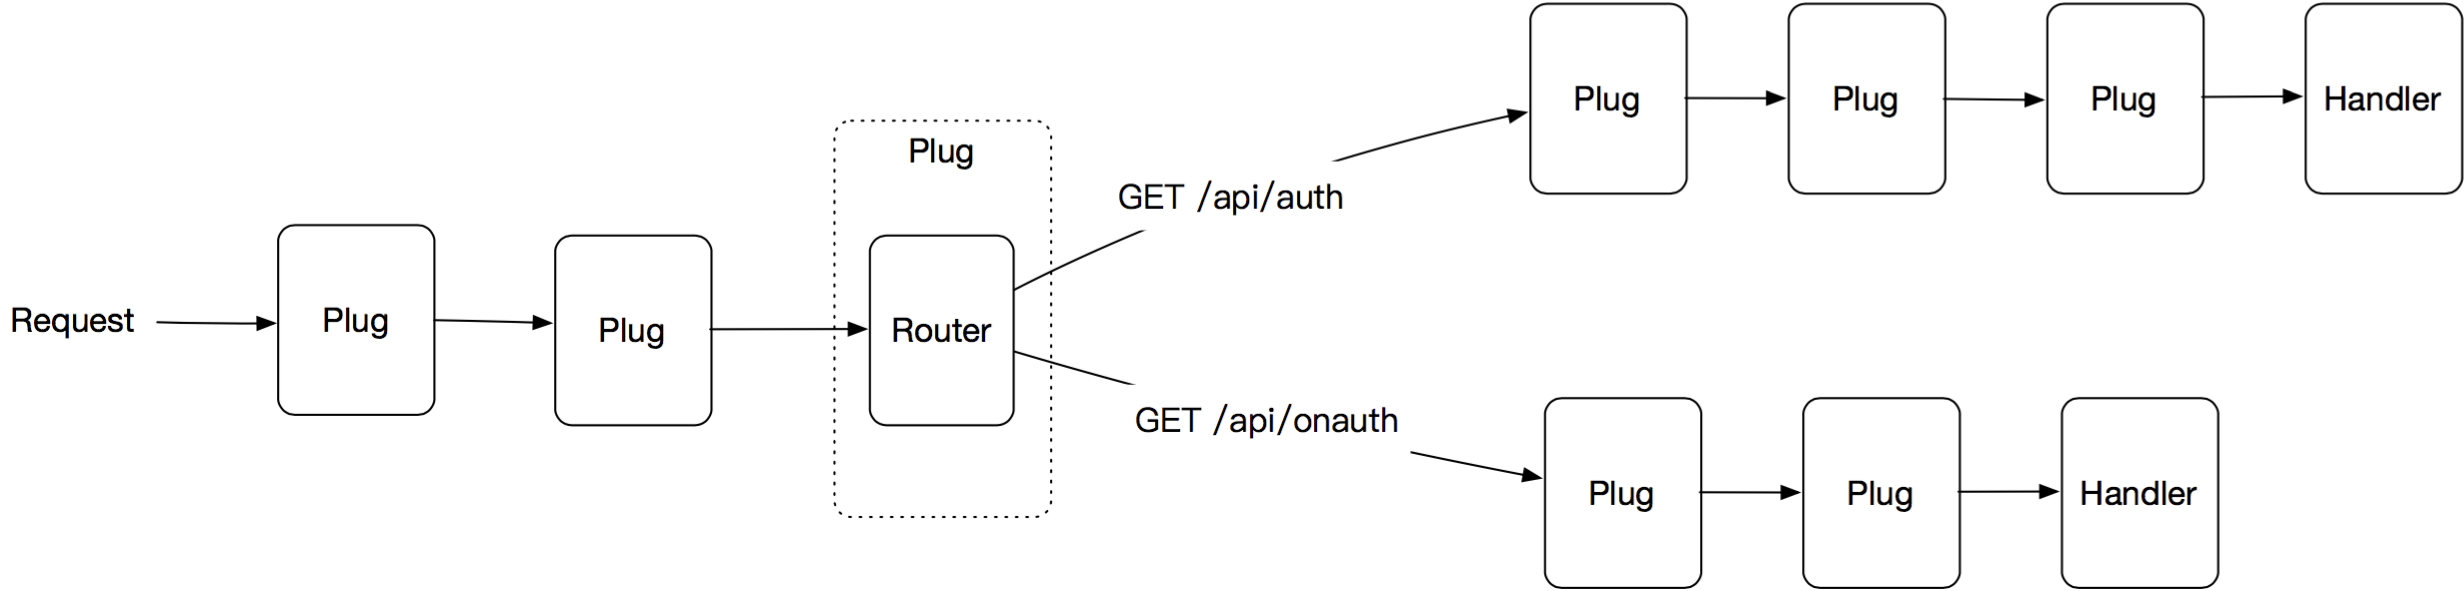 Request
Plug
Plug
Plug
Router
GET /api/auth
Plug
Plug
Plug
Handler
GET /api/onauth
Plug
Plug
Handler